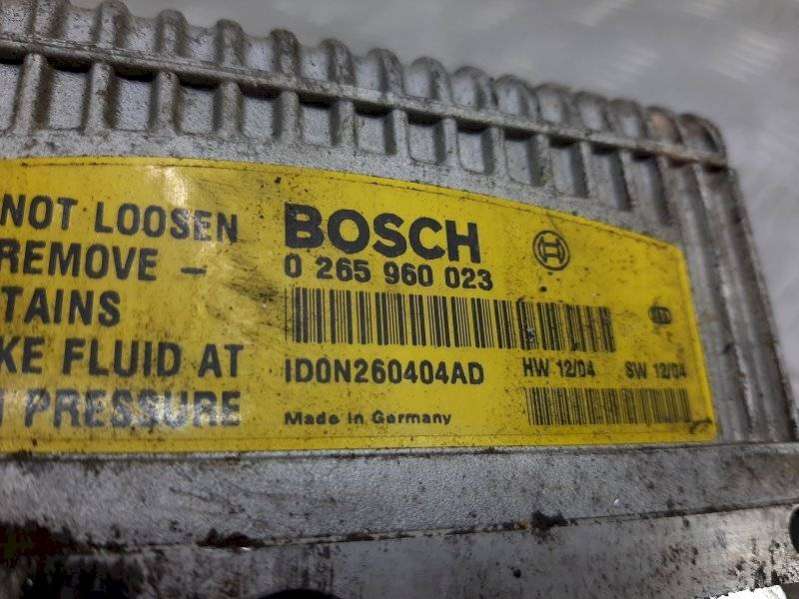 NOT LOOSEN
REMOVE –
TAINS
KE FLUID AT
PRESSURE
BOSCH
0 265 960 023
ID0N260404AD
HW 12/04 SW 12/04
Made in Germany